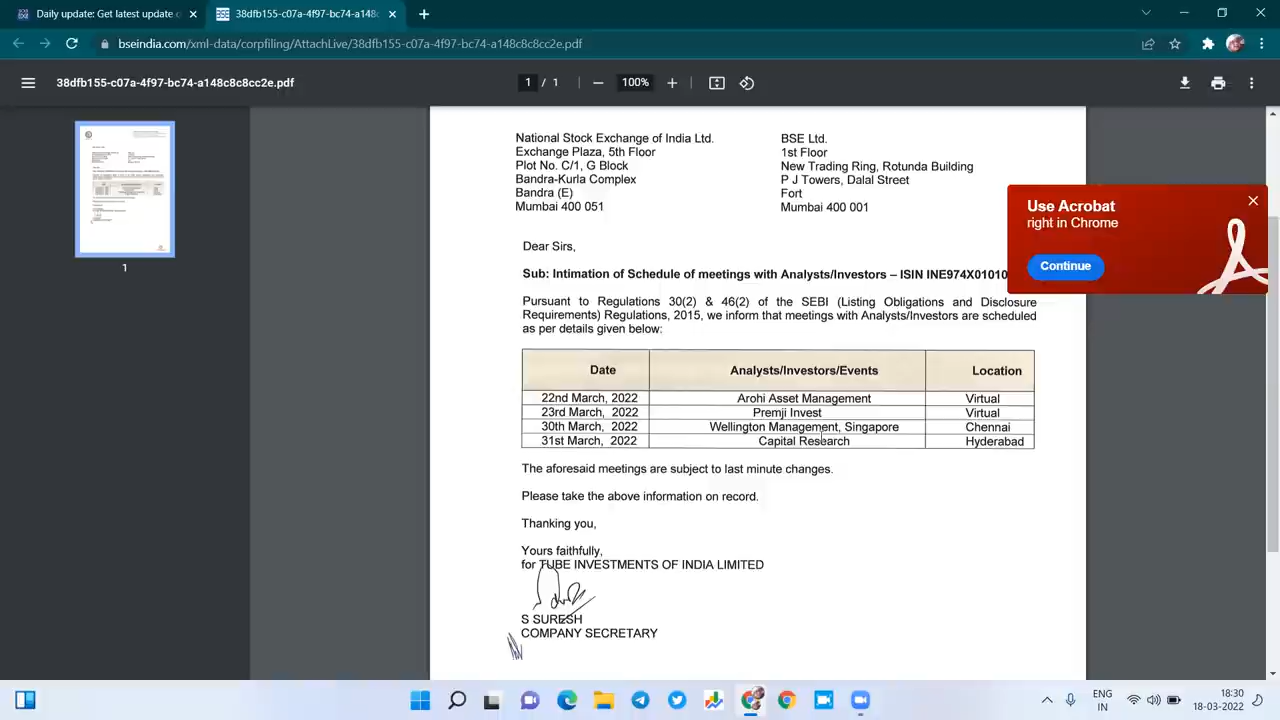 Daily update: Get latest update o
38dfb155-c07a-4f97-bc74-a148c8
bseindia.com/xml-data/corpfiling/AttachLive/38dfb155-c07a-4f97-bc74-a148c8c8cc2e.pdf
38dfb155-c07a-4f97-bc74-a148c8c8cc2e.pdf
1 / 1
100%
1
National Stock Exchange of India Ltd.
Exchange Plaza, 5th Floor
Plot No. C/1, G Block
Bandra-Kurla Complex
Bandra (E)
Mumbai 400 051
BSE Ltd.
1st Floor
New Trading Ring, Rotunda Building
P J Towers, Dalal Street
Fort
Mumbai 400 001
Use Acrobat
right in Chrome
Continue
Dear Sirs,
Sub: Intimation of Schedule of meetings with Analysts/Investors – ISIN INE974X01010
Pursuant to Regulations 30(2) & 46(2) of the SEBI (Listing Obligations and Disclosure
Requirements) Regulations, 2015, we inform that meetings with Analysts/Investors are scheduled
as per details given below:
Date Analysts/Investors/Events Location
22nd March, 2022 Arohi Asset Management Virtual
23rd March, 2022 Premji Invest Virtual
30th March, 2022 Wellington Management, Singapore Chennai
31st March, 2022 Capital Research Hyderabad
The aforesaid meetings are subject to last minute changes.
Please take the above information on record.
Thanking you,
Yours faithfully,
for TUBE INVESTMENTS OF INDIA LIMITED
S SURESH
COMPANY SECRETARY
ENG
IN
18:30
18-03-2022